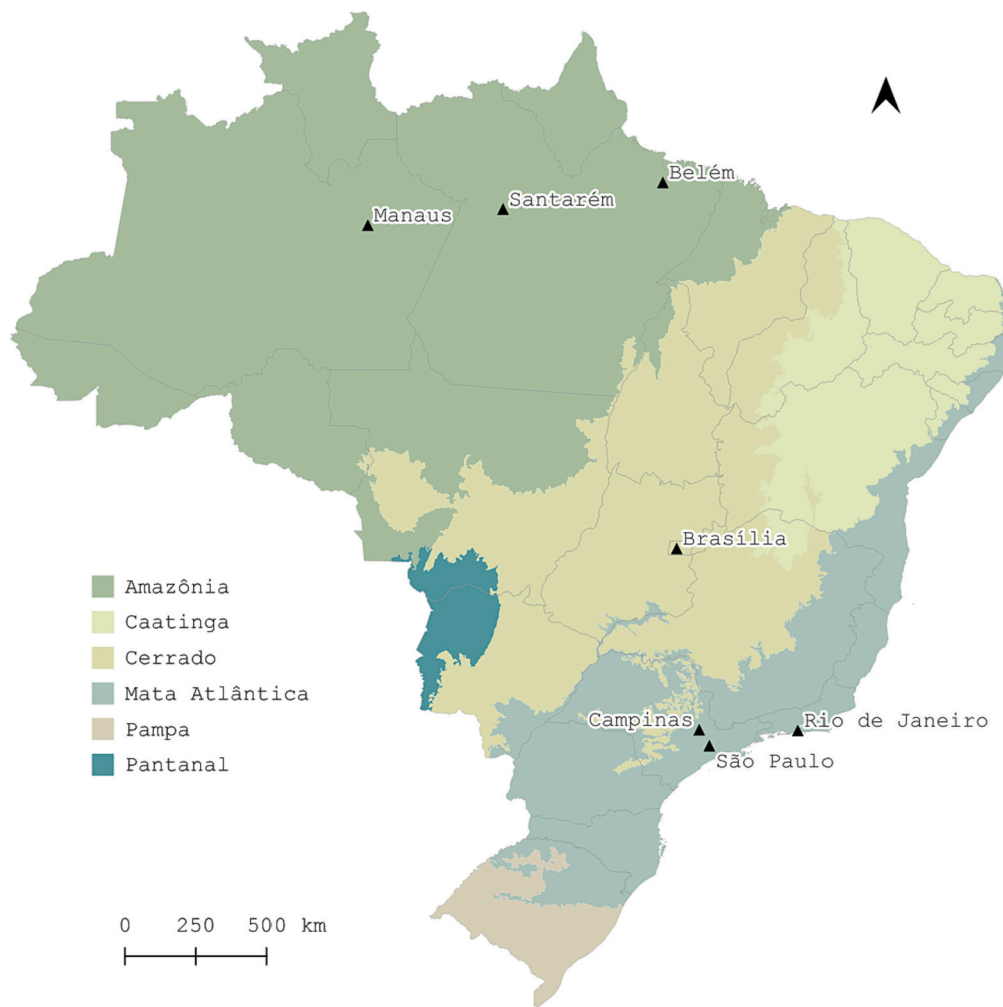 Belém
Santarém
Manaus
Brasília
Amazônia
Caatinga
Cerrado
Mata Atlântica
Pampa
Pantanal
Campinas
Rio de Janeiro
São Paulo
0 250 500 km